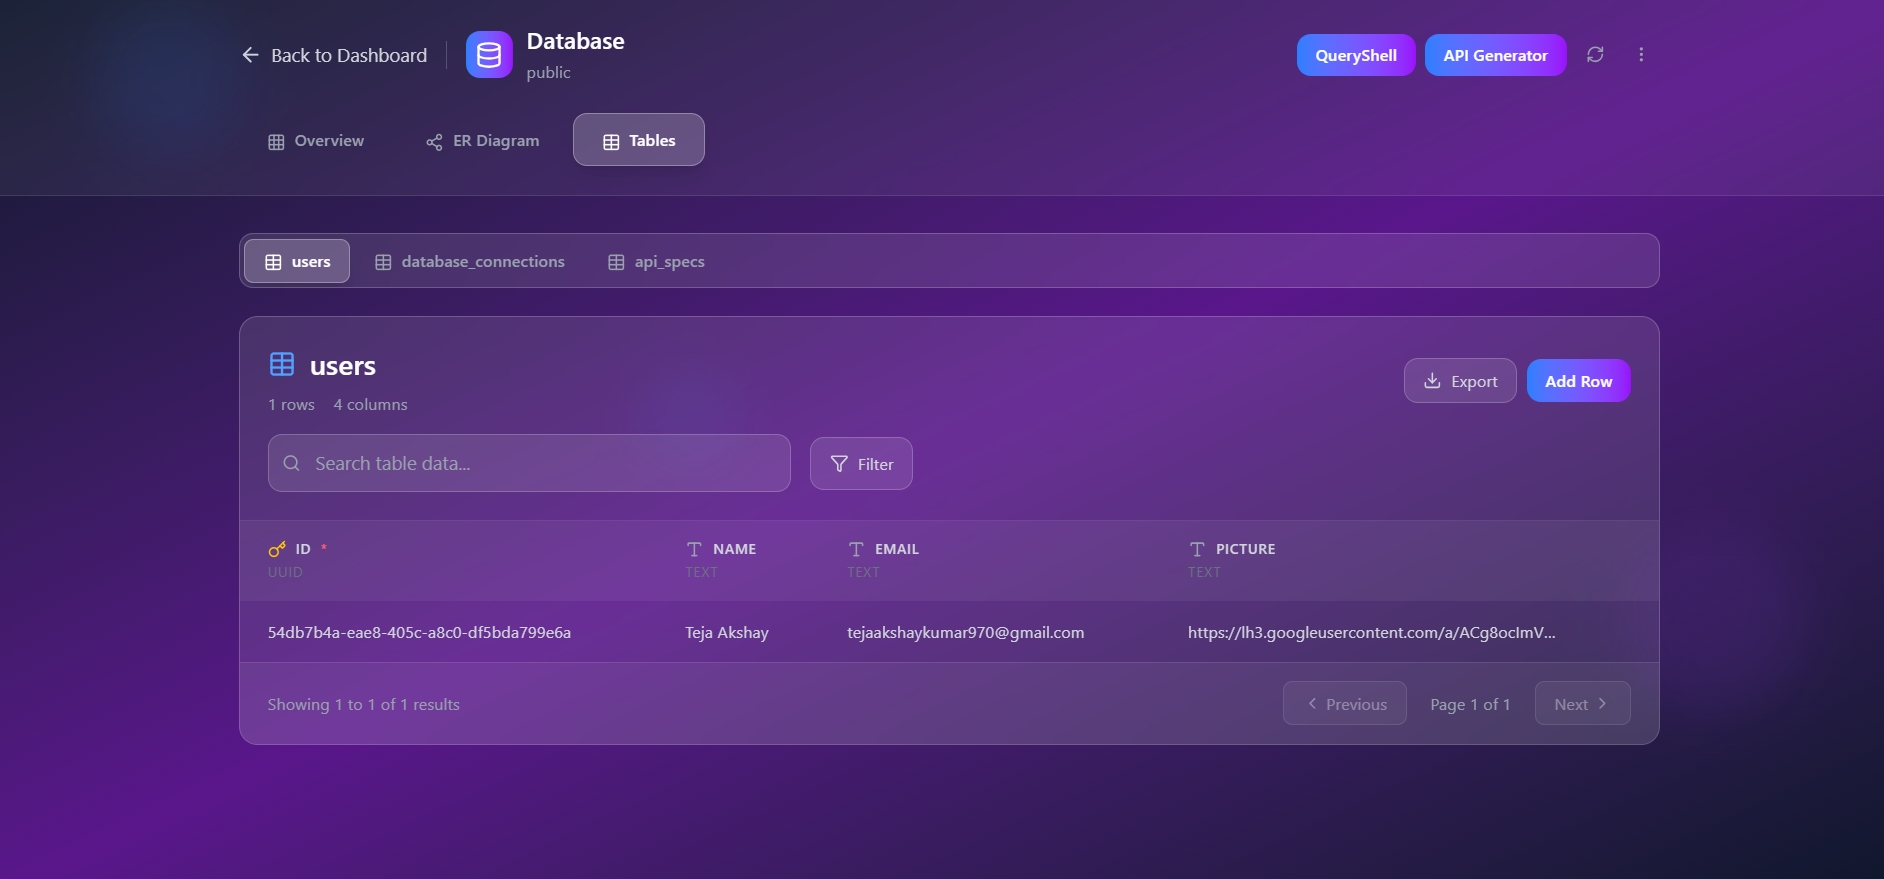 Back to Dashboard
Database
public
QueryShell
API Generator
Overview
ER Diagram
Tables
users
database_connections
api_specs
users
1 rows 4 columns
Export
Add Row
Search table data...
Filter
ID * NAME EMAIL PICTURE
UUID TEXT TEXT TEXT
54db7b4a-eae8-405c-a8c0-df5bda799e6a Teja Akshay tejaakshaykumar970@gmail.com https://lh3.googleusercontent.com/a/ACg8ocImV...
Showing 1 to 1 of 1 results
Previous
Page 1 of 1
Next